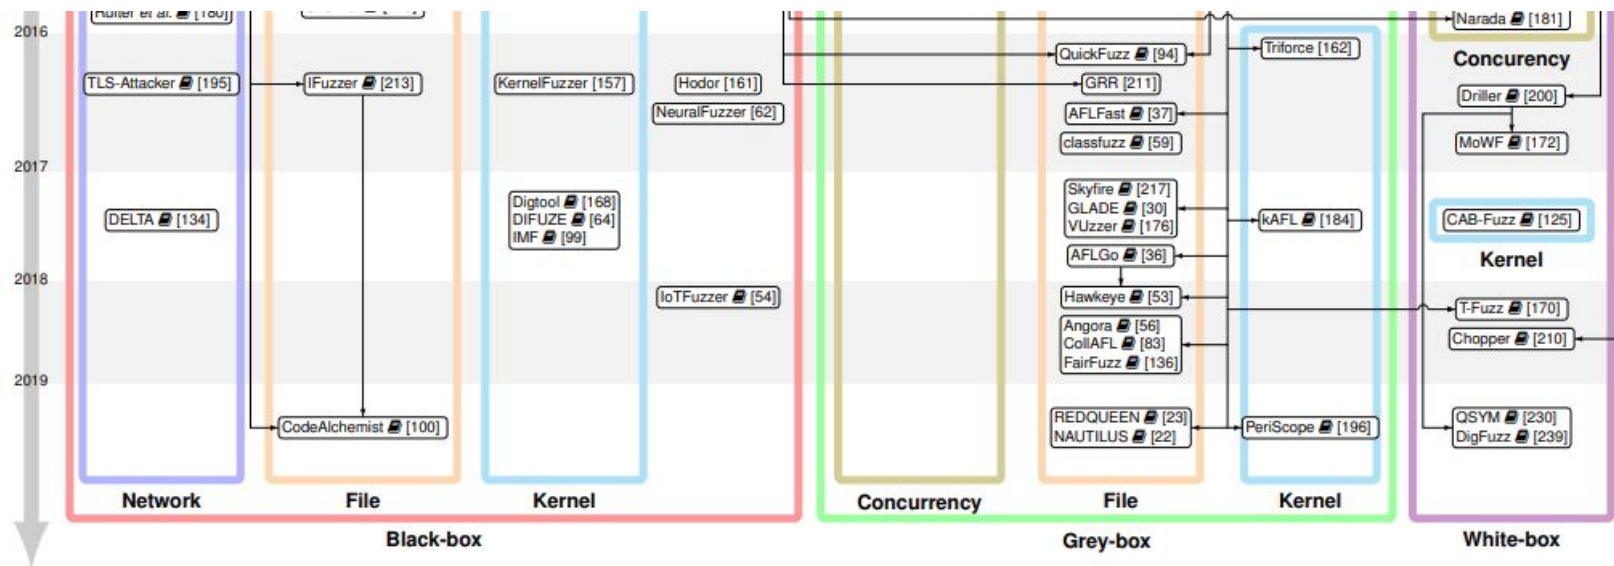 2016
Narada [181]
Concurency
QuickFuzz [94]
Triforce [162]
TLS-Attacker [195]
IFuzzer [213]
KernelFuzzer [157]
Hodor [161]
GRR [211]
Driller [200]
NeuralFuzzer [62]
AFLFast [37]
classfuzz [59]
MoWF [172]
2017
DELTA [134]
Digtool [168]
DIFUZE [64]
IMF [99]
Skyfire [217]
GLADE [30]
VUzzer [176]
kAFL [184]
CAB-Fuzz [125]
Kernel
AFLGo [36]
2018
IoTFuzzer [54]
Hawkeye [53]
T-Fuzz [170]
Angora [56]
CollAFL [83]
FairFuzz [136]
Chopper [210]
2019
CodeAlchemist [100]
REDQUEEN [23]
NAUTILUS [22]
PeriScope [196]
QSYM [230]
DigFuzz [239]
Network
File
Kernel
Concurrency
File
Kernel
Black-box
Grey-box
White-box